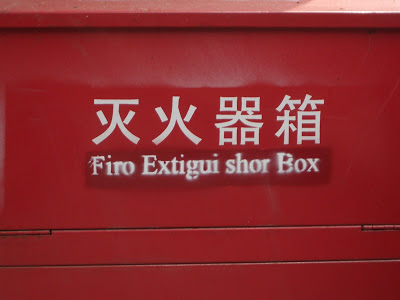 灭火器箱
Firo Extigui shor Box